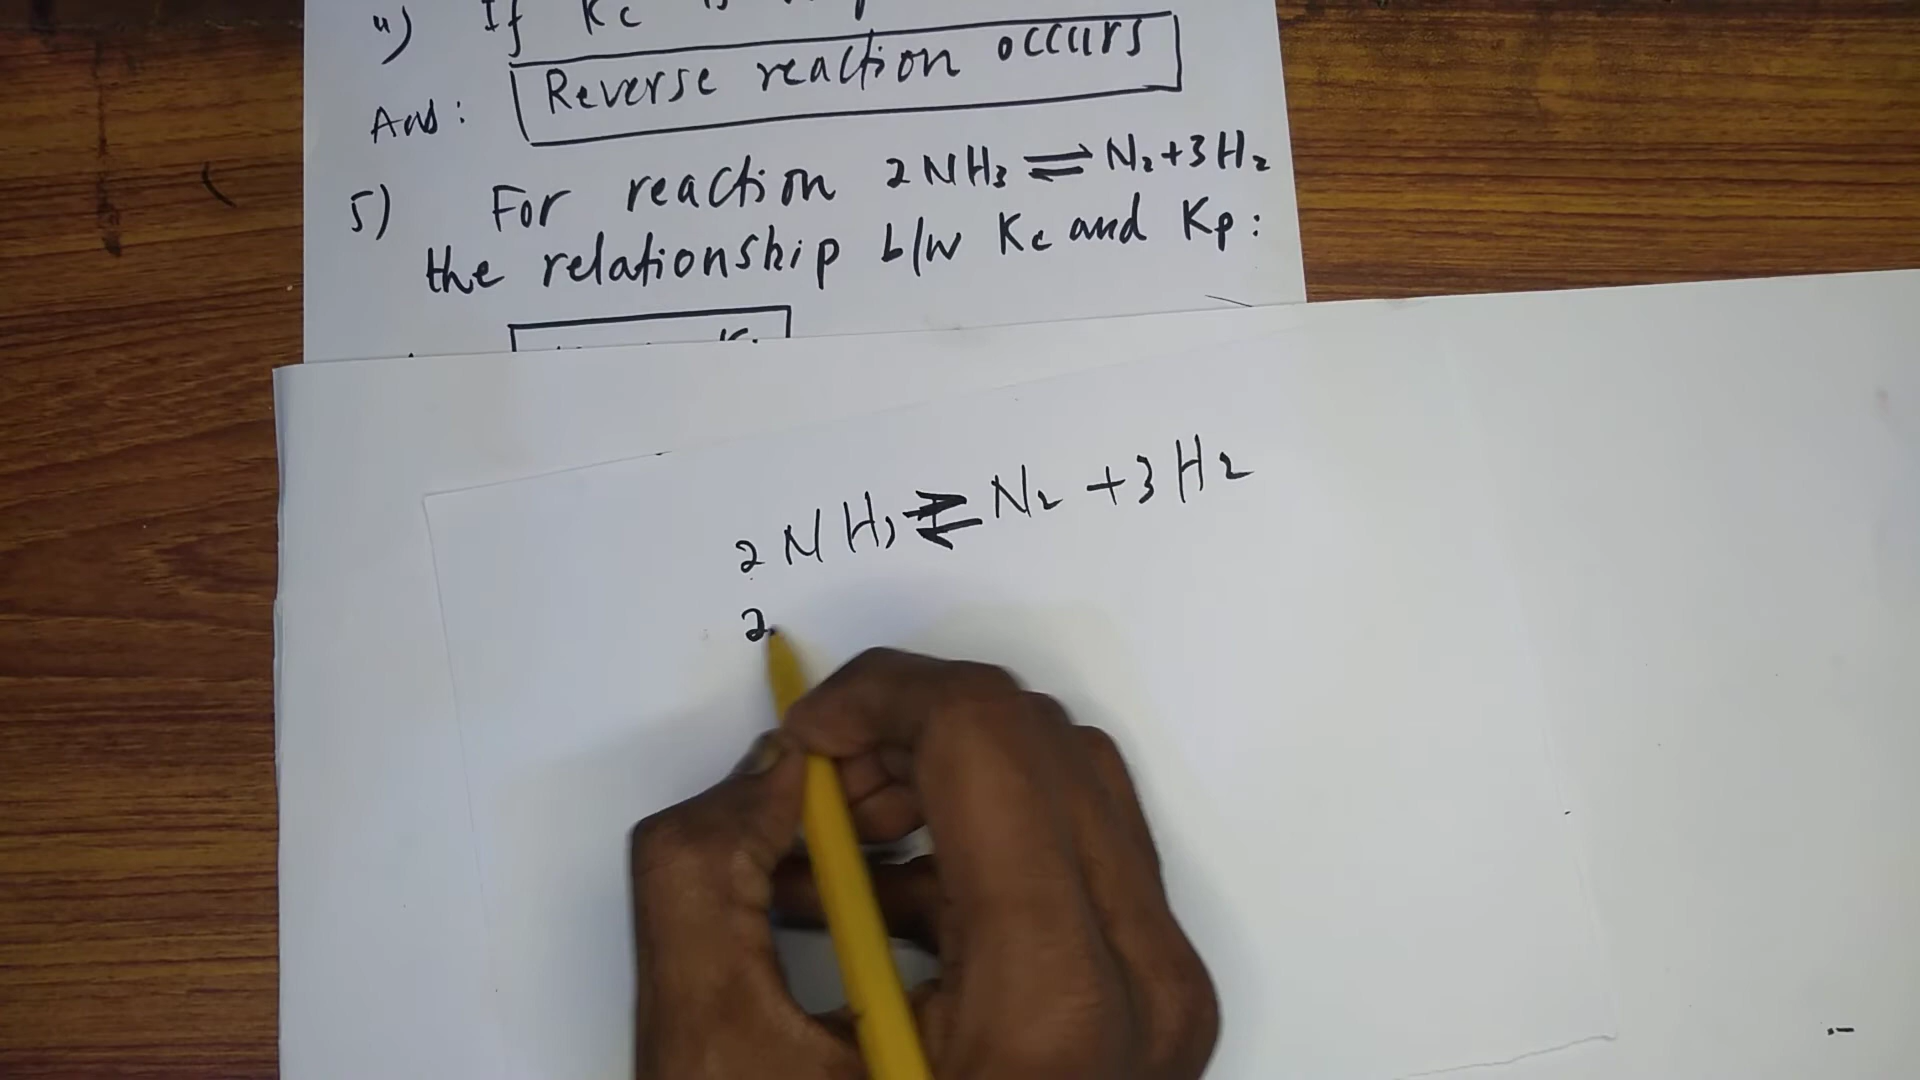 4) If Kc is
Ans: Reverse reaction occurs
5) For reaction 2NH₃ ⇌ N₂+3H₂
the relationship b/w Kc and Kp:
2NH₃ ⇌ N₂ + 3H₂
2